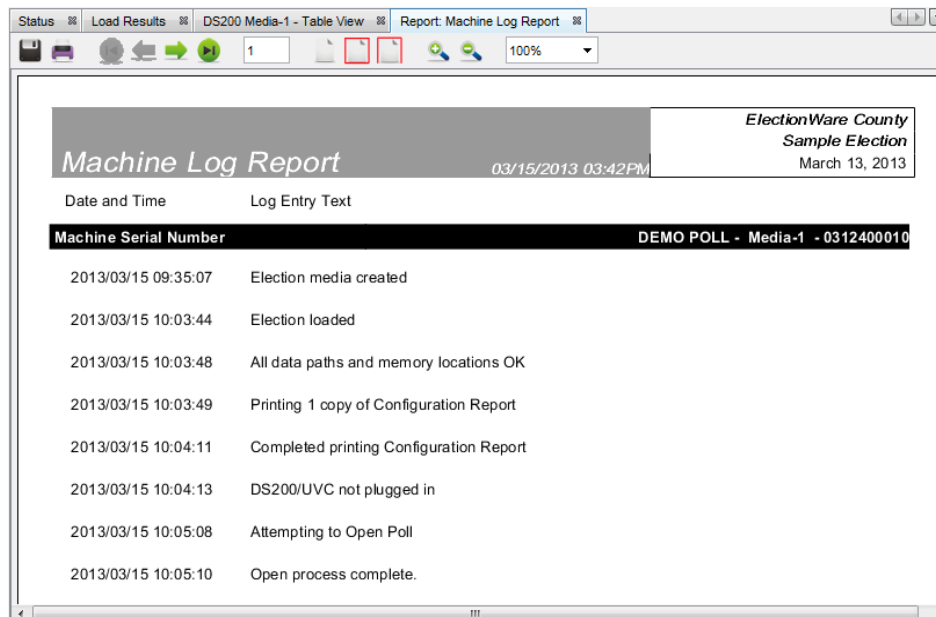 Status Load Results DS200 Media-1 - Table View Report: Machine Log Report
1 100%
ElectionWare County
Sample Election
Machine Log Report 03/15/2013 03:42PM March 13, 2013
Date and Time Log Entry Text
Machine Serial Number DEMO POLL - Media-1 - 0312400010
2013/03/15 09:35:07 Election media created
2013/03/15 10:03:44 Election loaded
2013/03/15 10:03:48 All data paths and memory locations OK
2013/03/15 10:03:49 Printing 1 copy of Configuration Report
2013/03/15 10:04:11 Completed printing Configuration Report
2013/03/15 10:04:13 DS200/UVC not plugged in
2013/03/15 10:05:08 Attempting to Open Poll
2013/03/15 10:05:10 Open process complete.